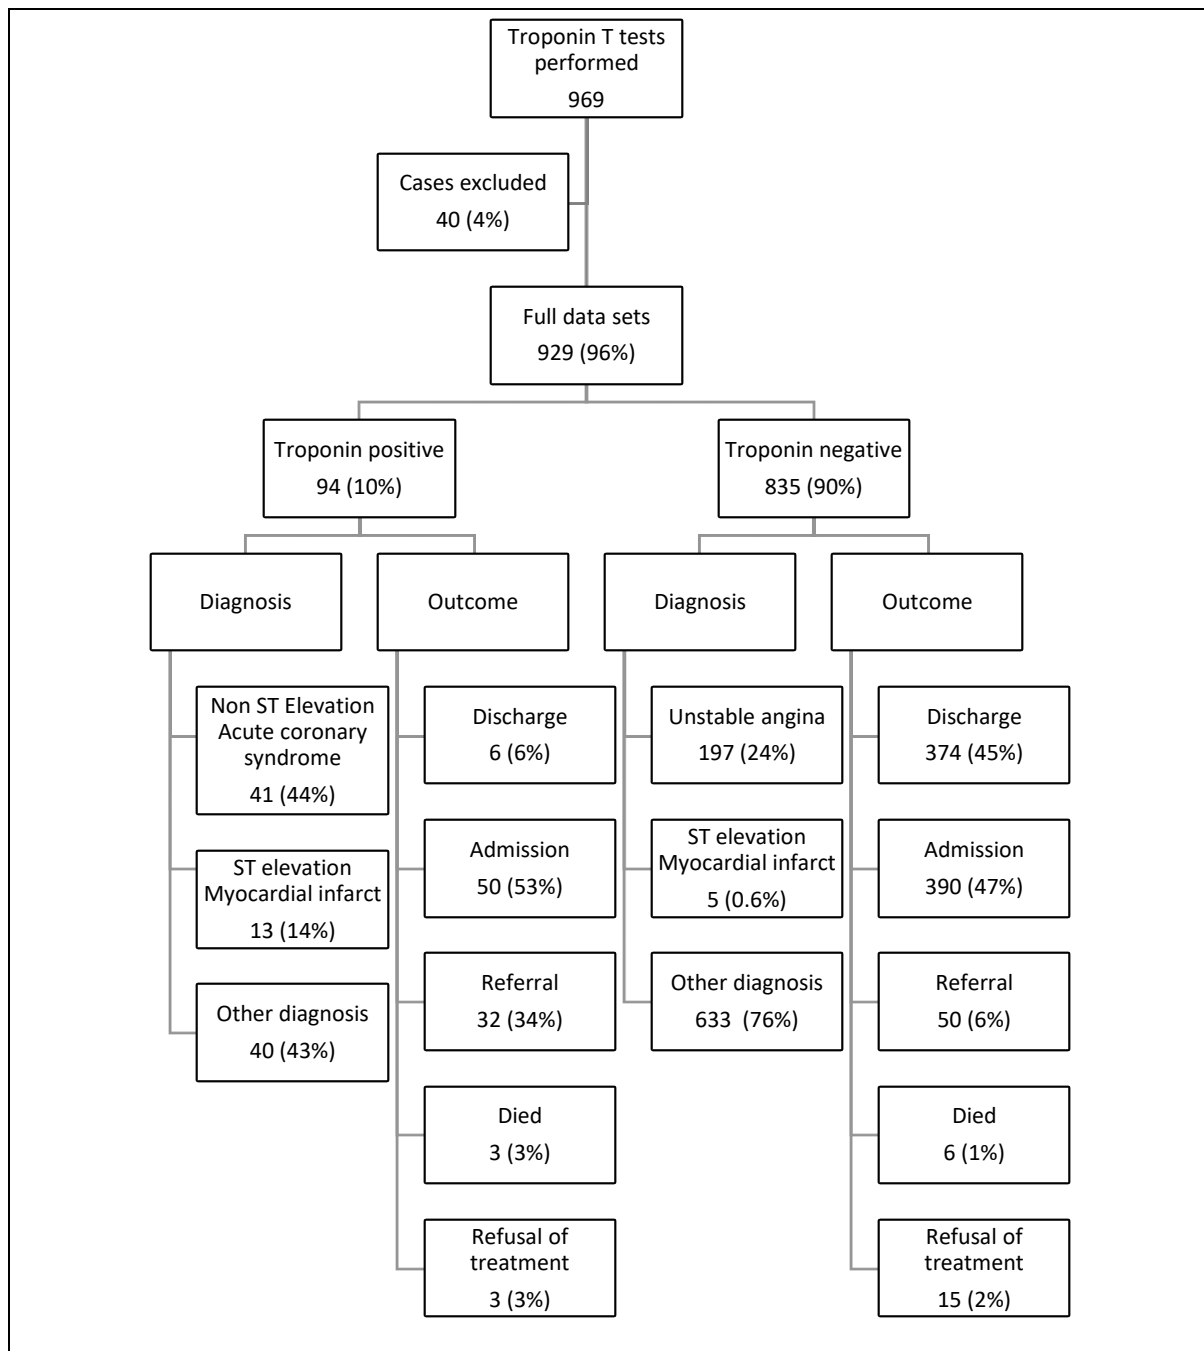 Troponin T tests
performed
969
Cases excluded
40 (4%)
Full data sets
929 (96%)
Troponin positive
94 (10%)
Troponin negative
835 (90%)
Diagnosis
Outcome
Diagnosis
Outcome
Non ST Elevation
Acute coronary
syndrome
41 (44%)
ST elevation
Myocardial infarct
13 (14%)
Other diagnosis
40 (43%)
Discharge
6 (6%)
Admission
50 (53%)
Referral
32 (34%)
Died
3 (3%)
Refusal of
treatment
3 (3%)
Unstable angina
197 (24%)
ST elevation
Myocardial infarct
5 (0.6%)
Other diagnosis
633 (76%)
Discharge
374 (45%)
Admission
390 (47%)
Referral
50 (6%)
Died
6 (1%)
Refusal of
treatment
15 (2%)